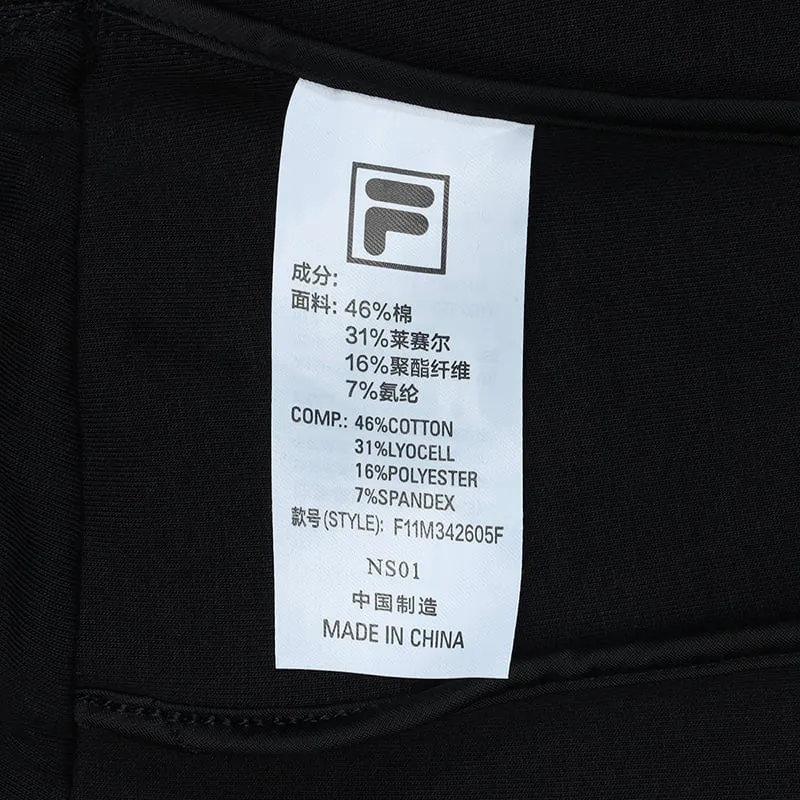 F
成分:
面料: 46%棉
31%莱赛尔
16%聚酯纤维
7%氨纶
COMP.: 46%COTTON
31%LYOCELL
16%POLYESTER
7%SPANDEX
款号(STYLE): F11M342605F
NS01
中国制造
MADE IN CHINA